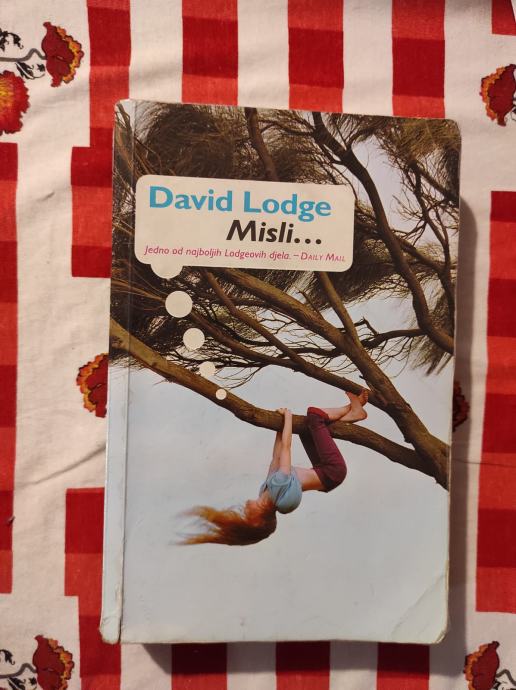 David Lodge
Misli...
Jedno od najboljih Lodgeovih djela. – DAILY MAIL